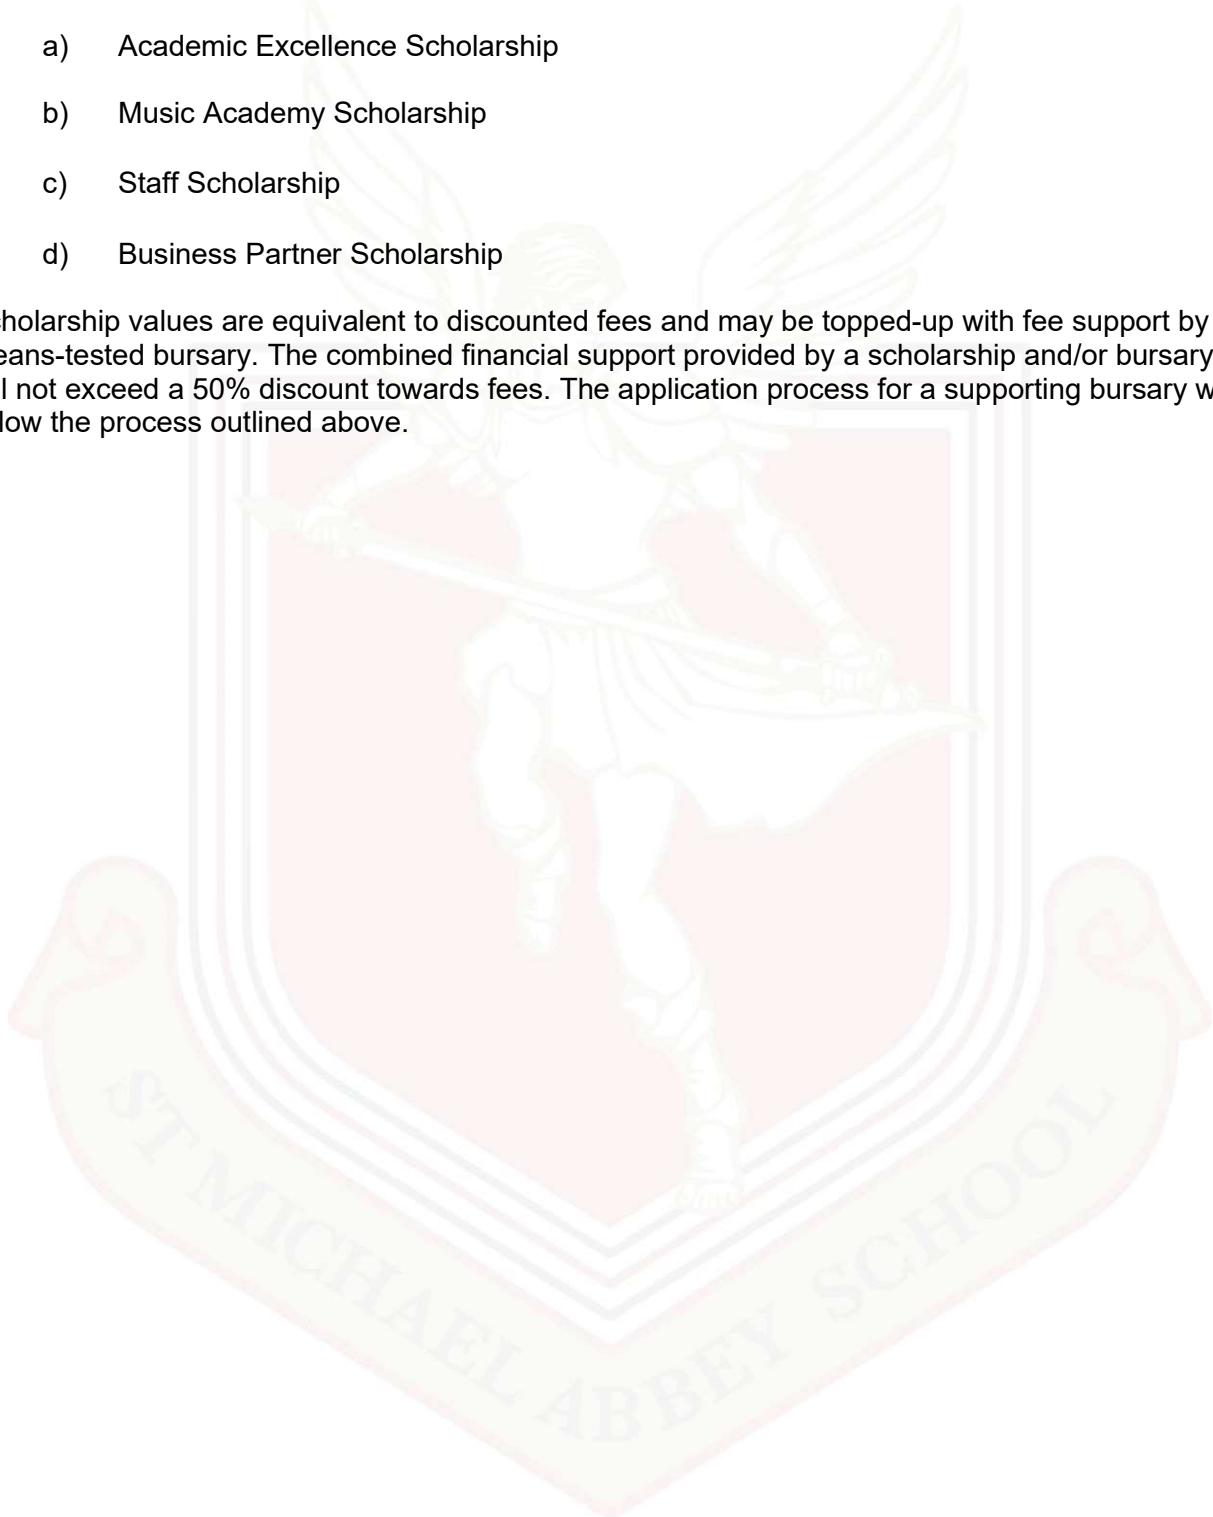 a) Academic Excellence Scholarship
b) Music Academy Scholarship
c) Staff Scholarship
d) Business Partner Scholarship
cholarship values are equivalent to discounted fees and may be topped-up with fee support by
eans-tested bursary. The combined financial support provided by a scholarship and/or bursary
l not exceed a 50% discount towards fees. The application process for a supporting bursary w
low the process outlined above.
ST MICHAEL ABBEY SCHOOL